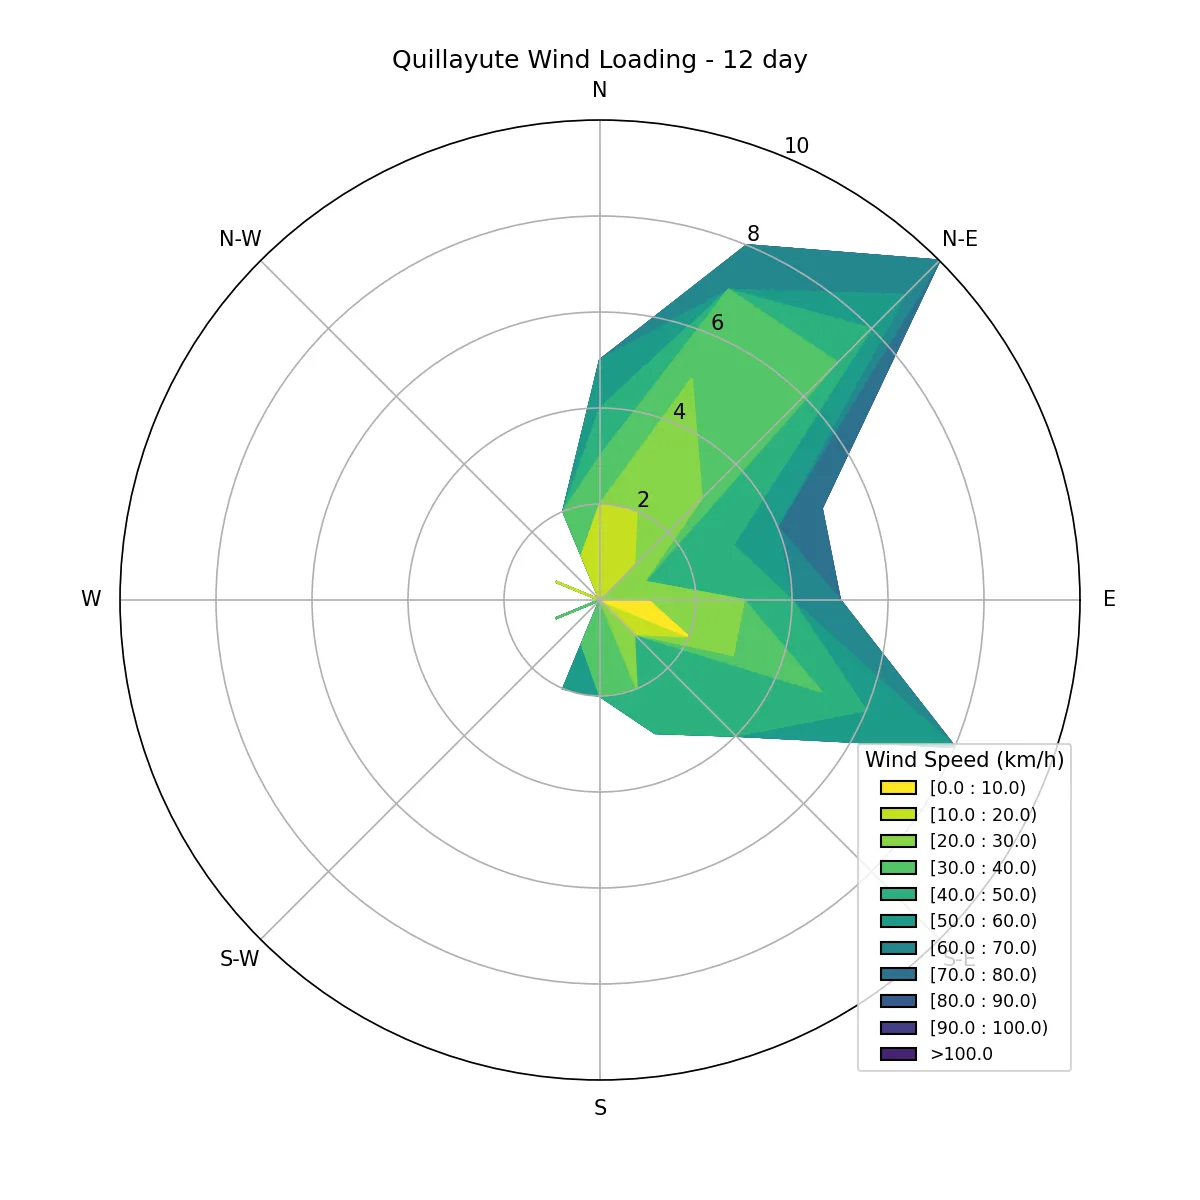 Quillayute Wind Loading - 12 day
N
10
8
N-W
N-E
6
4
2
W
E
Wind Speed (km/h)
[0.0 : 10.0)
[10.0 : 20.0)
[20.0 : 30.0)
[30.0 : 40.0)
[40.0 : 50.0)
[50.0 : 60.0)
[60.0 : 70.0)
S-W
S-E
[70.0 : 80.0)
[80.0 : 90.0)
[90.0 : 100.0)
>100.0
S